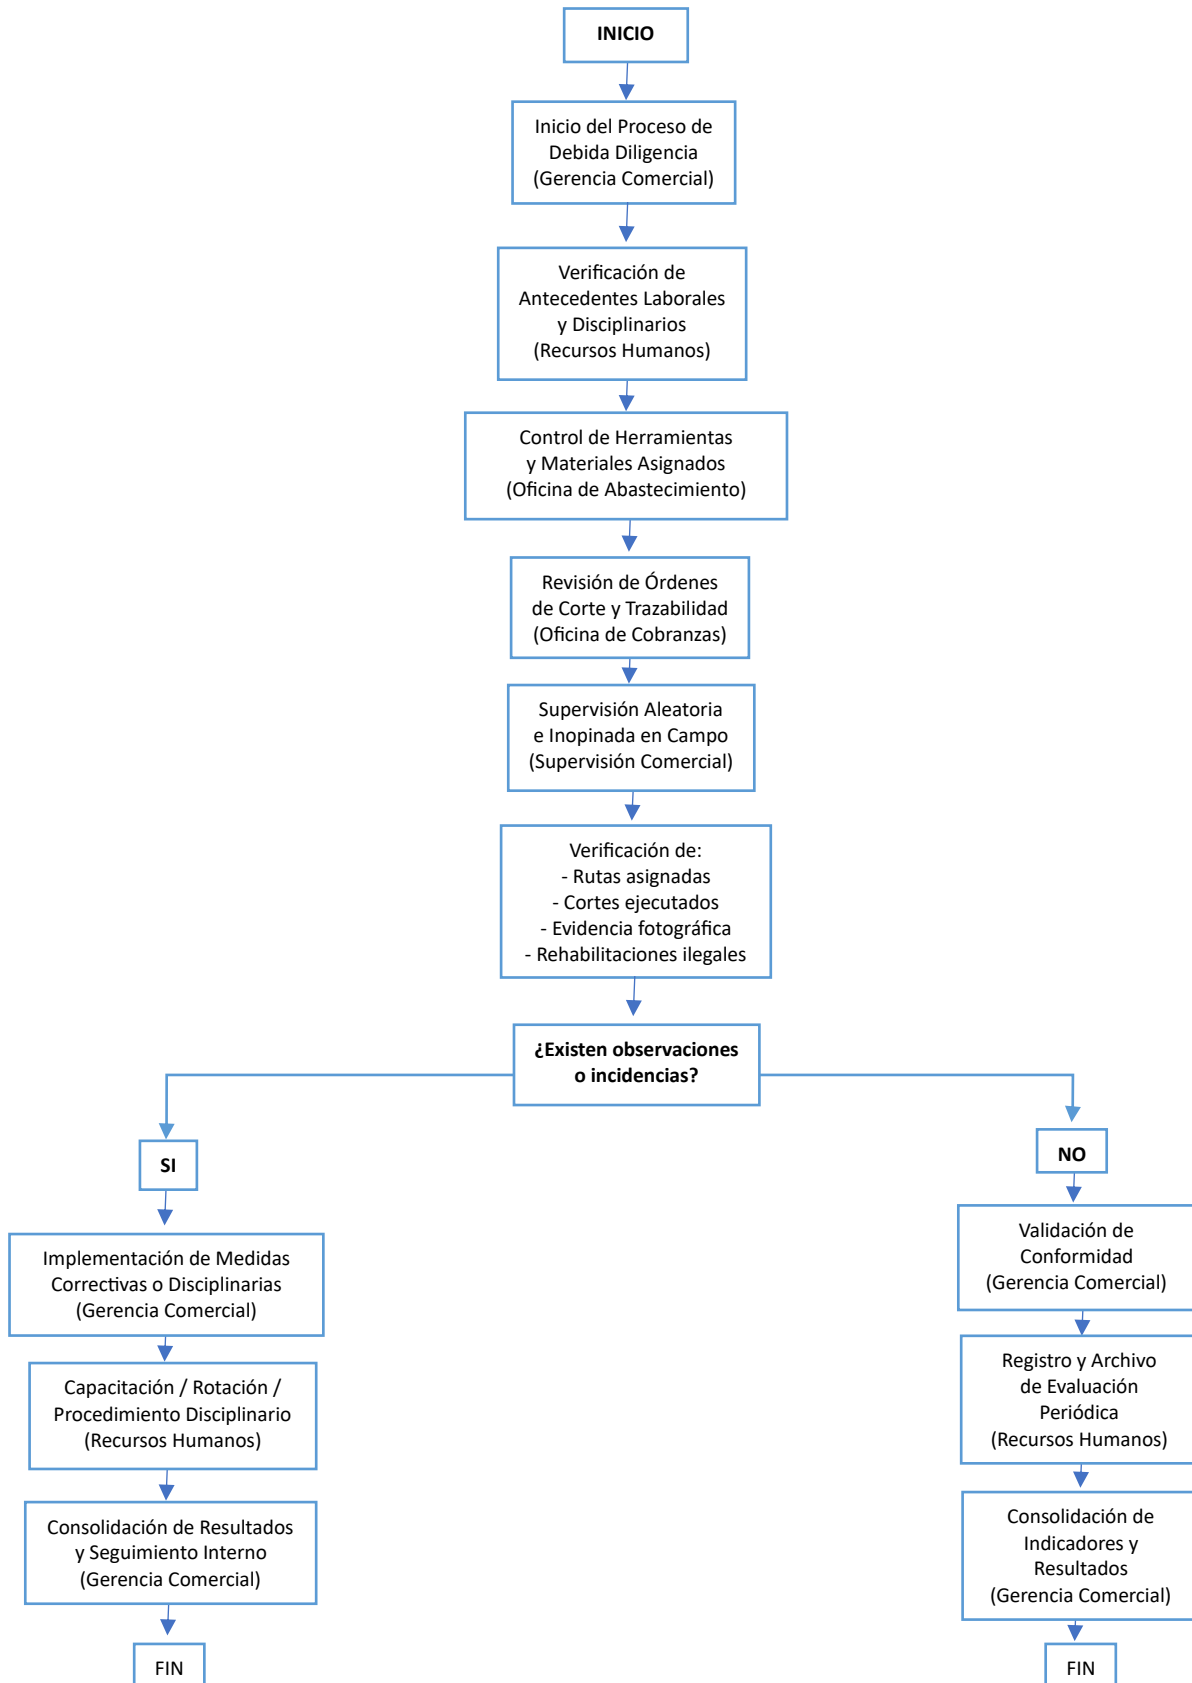 INICIO
Inicio del Proceso de
Debida Diligencia
(Gerencia Comercial)
Verificación de
Antecedentes Laborales
y Disciplinarios
(Recursos Humanos)
Control de Herramientas
y Materiales Asignados
(Oficina de Abastecimiento)
Revisión de Órdenes
de Corte y Trazabilidad
(Oficina de Cobranzas)
Supervisión Aleatoria
e Inopinada en Campo
(Supervisión Comercial)
Verificación de:
- Rutas asignadas
- Cortes ejecutados
- Evidencia fotográfica
- Rehabilitaciones ilegales
¿Existen observaciones
o incidencias?
SI
Implementación de Medidas
Correctivas o Disciplinarias
(Gerencia Comercial)
Capacitación / Rotación /
Procedimiento Disciplinario
(Recursos Humanos)
Consolidación de Resultados
y Seguimiento Interno
(Gerencia Comercial)
FIN
NO
Validación de
Conformidad
(Gerencia Comercial)
Registro y Archivo
de Evaluación
Periódica
(Recursos Humanos)
Consolidación de
Indicadores y
Resultados
(Gerencia Comercial)
FIN